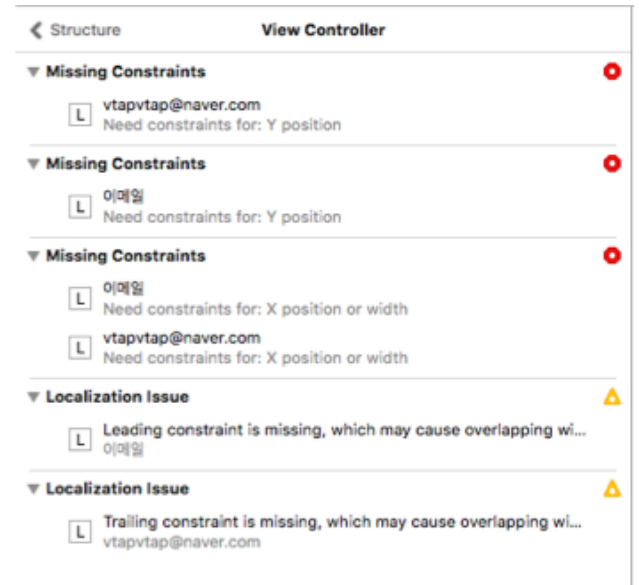 Structure
View Controller
Missing Constraints
L
vtapvtap@naver.com
Need constraints for: Y position
Missing Constraints
L
이메일
Need constraints for: Y position
Missing Constraints
L
이메일
Need constraints for: X position or width
L
vtapvtap@naver.com
Need constraints for: X position or width
Localization Issue
L
Leading constraint is missing, which may cause overlapping wi...
이메일
Localization Issue
L
Trailing constraint is missing, which may cause overlapping wi...
vtapvtap@naver.com